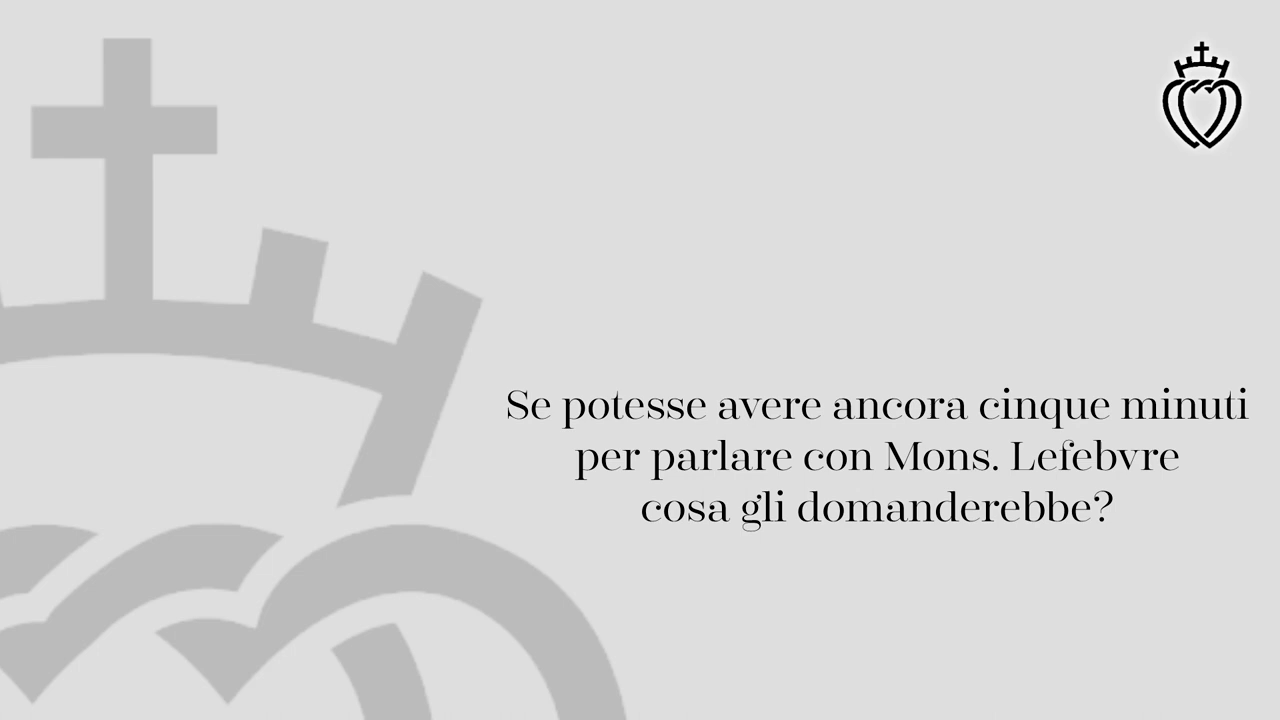 Se potesse avere ancora cinque minuti
per parlare con Mons. Lefebvre
cosa gli domanderebbe?